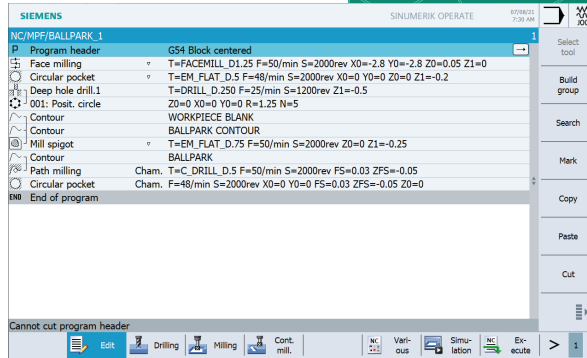 SIEMENS
SINUMERIK OPERATE
07/08/21
7:30 AM
JOG
NC/MPF/BALLPARK_1
1
P Program header G54 Block centered
Face milling ▿ T=FACEMILL_D1.25 F=50/min S=2000rev X0=-2.8 Y0=-2.8 Z0=0.05 Z1=0
Circular pocket ▿ T=EM_FLAT_D.5 F=48/min S=2000rev X0=0 Y0=0 Z0=0 Z1=-0.2
Deep hole drill.1 T=DRILL_D.250 F=25/min S=1200rev Z1=-0.5
001: Posit. circle Z0=0 X0=0 Y0=0 R=1.25 N=5
Contour WORKPIECE BLANK
Contour BALLPARK CONTOUR
Mill spigot ▿ T=EM_FLAT_D.75 F=50/min S=2000rev Z0=0 Z1=-0.25
Contour BALLPARK
Path milling Cham. T=C_DRILL_D.5 F=50/min S=2000rev FS=0.03 ZFS=-0.05
Circular pocket Cham. F=48/min S=2000rev X0=0 Y0=0 FS=0.03 ZFS=-0.05 Z0=0
END End of program
Select
tool
Build
group
Search
Mark
Copy
Paste
Cut
Cannot cut program header
Edit
Drilling
Milling
Cont.
mill.
NC
Vari-
ous
Simu-
lation
NC
Ex-
ecute
>
1